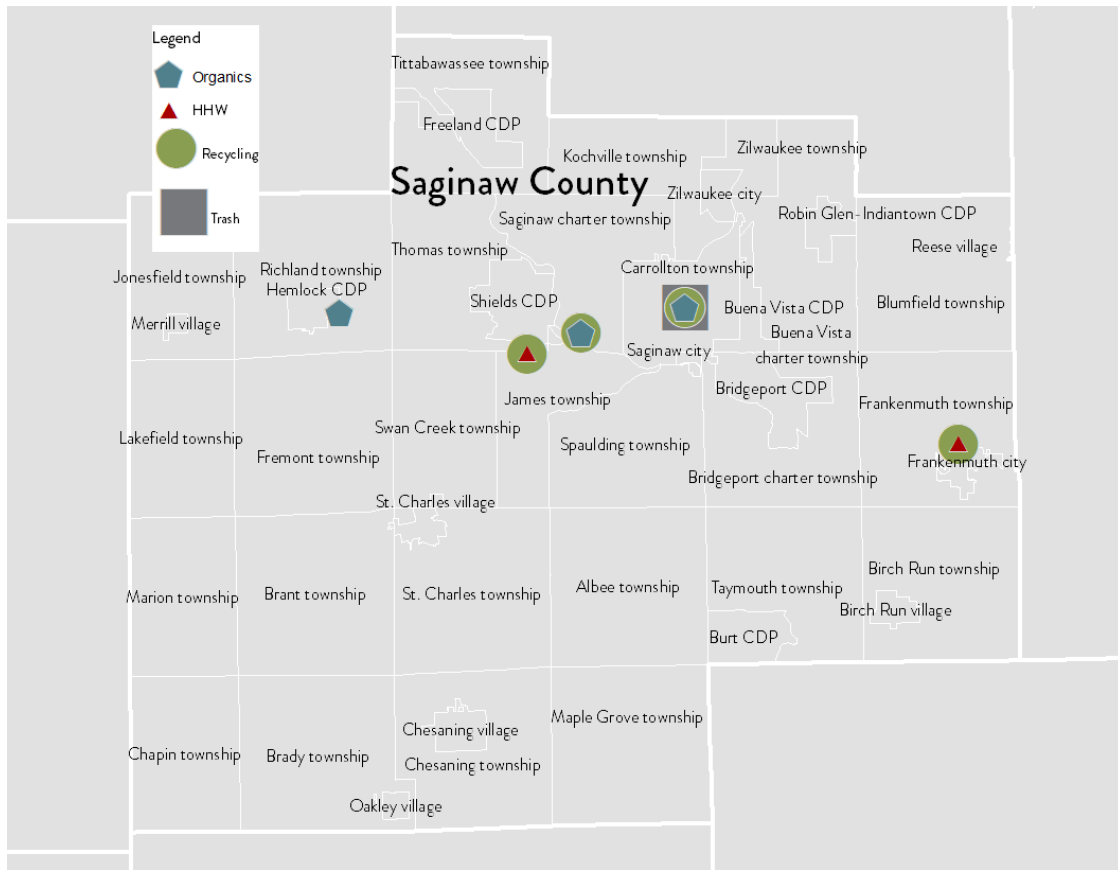 Legend
Organics
HHW
Recycling
Trash
Tittabawassee township
Freeland CDP
Kochville township
Zilwaukee township
Saginaw County
Zilwaukee city
Saginaw charter township
Robin Glen-Indiantown CDP
Reese village
Thomas township
Jonesfield township
Richland township
Hemlock CDP
Carrollton township
Shields CDP
Buena Vista CDP
Blumfield township
Merrill village
Buena Vista
charter township
Saginaw city
Bridgeport CDP
James township
Frankenmuth township
Lakefield township
Fremont township
Swan Creek township
Spaulding township
Frankenmuth city
Bridgeport charter township
St. Charles village
Marion township
Brant township
St. Charles township
Albee township
Taymouth township
Birch Run township
Birch Run village
Burt CDP
Chesaning village
Maple Grove township
Chapin township
Brady township
Chesaning township
Oakley village